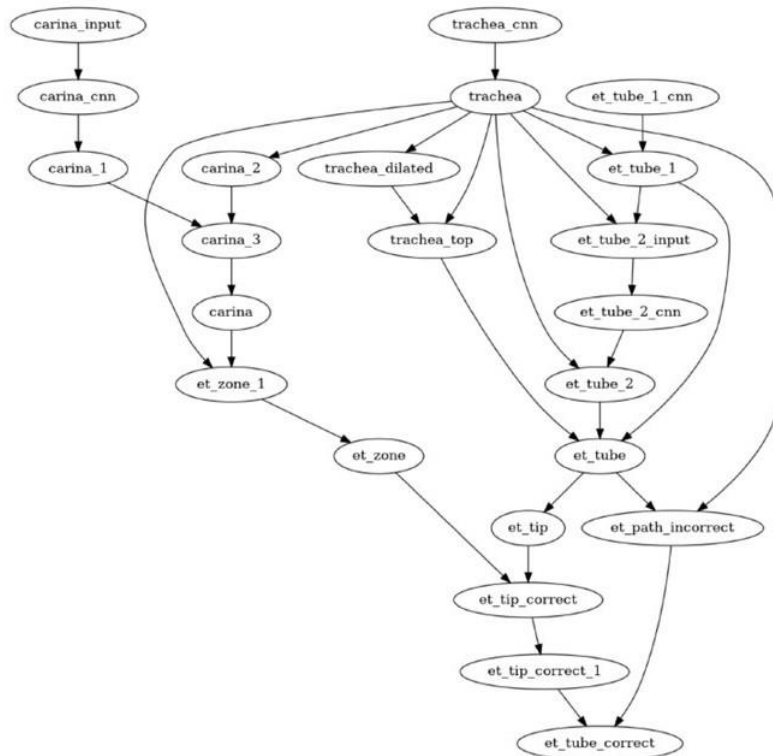 carina_input
trachea_cnn
carina_cnn
trachea
et_tube_1_cnn
carina_1
carina_2
trachea_dilated
et_tube_1
carina_3
trachea_top
et_tube_2_input
carina
et_tube_2_cnn
et_zone_1
et_tube_2
et_zone
et_tube
et_tip
et_path_incorrect
et_tip_correct
et_tip_correct_1
et_tube_correct